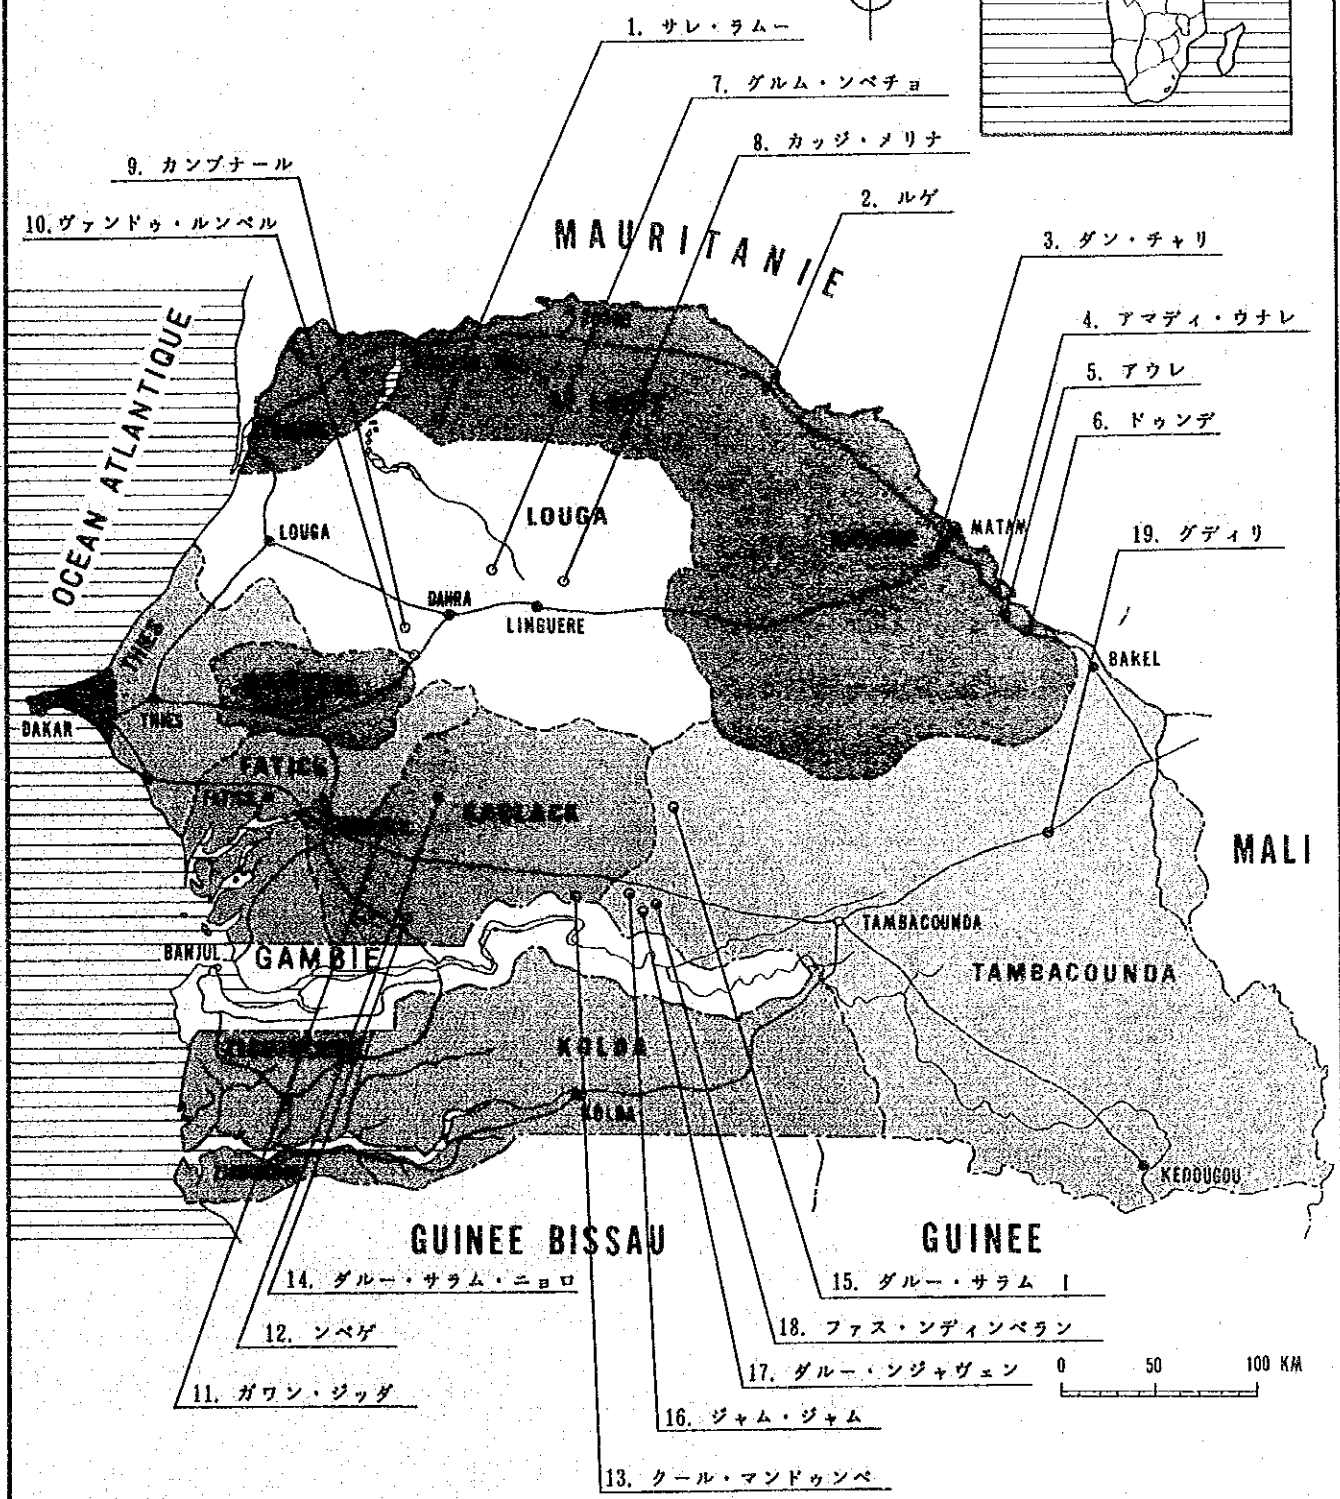 1. サレ・ラムー
7. グルム・ンベチョ
8. カッジ・メリナ
9. カンブナール
2. ルゲ
10.ヴァンドゥ・ルンベル
MAURITANIE
3. ダン・チャリ
4. アマディ・ウナレ
5. アウレ
6. ドゥンデ
OCEAN ATLANTIQUE
LOUGA
LOUGA
MATAM
19. グディリ
DAHRA
LINGUERE
THIES
BAKEL
DAKAR
THIES
FATICK
FATICK
KAOLACK
MALI
TAMBACOUNDA
BANJUL
GAMBIE
TAMBACOUNDA
KOLDA
KOLDA
KEDOUGOU
GUINEE BISSAU
GUINEE
14. ダルー・サラム・ニョロ
15. ダルー・サラム I
12. ンベゲ
18. ファス・ンディンベラン
17. ダルー・ンジャヴェン
0 50 100 KM
11. ガワン・ジッダ
16. ジャム・ジャム
13. クール・マンドゥンベ